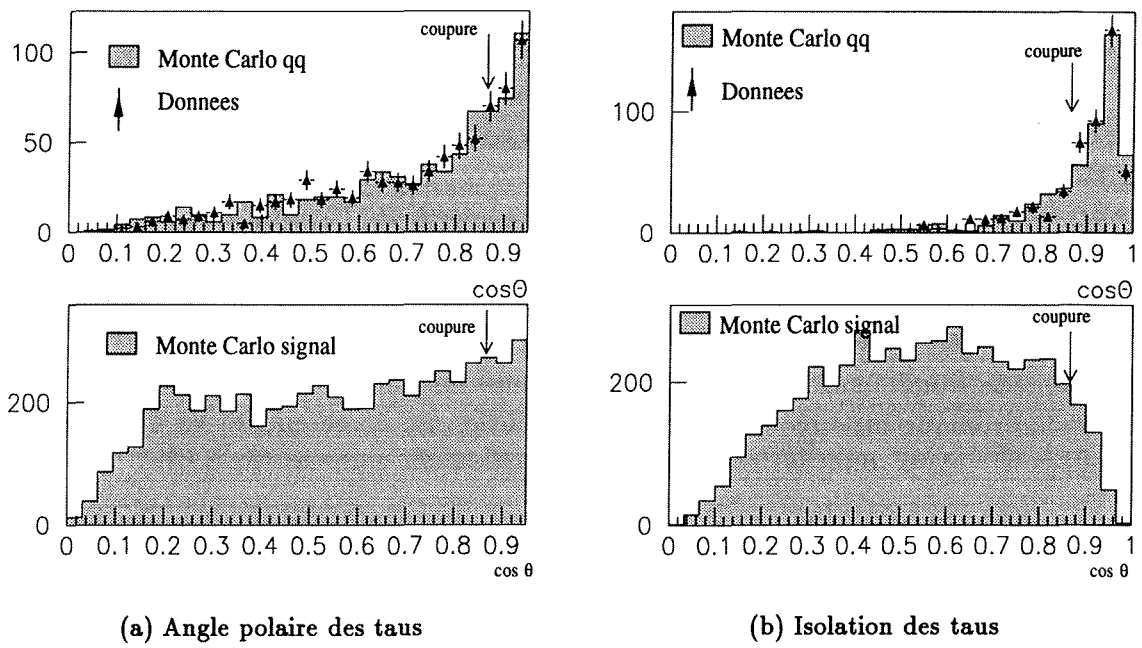 coupure
100
Monte Carlo qq
Donnees
50
0
0 0.1 0.2 0.3 0.4 0.5 0.6 0.7 0.8 0.9
cosΘ
Monte Carlo signal
coupure
200
0
0 0.1 0.2 0.3 0.4 0.5 0.6 0.7 0.8 0.9
cos θ
(a) Angle polaire des taus
Monte Carlo qq
coupure
Donnees
100
0
0 0.1 0.2 0.3 0.4 0.5 0.6 0.7 0.8 0.9 1
cosΘ
Monte Carlo signal
coupure
200
0
0 0.1 0.2 0.3 0.4 0.5 0.6 0.7 0.8 0.9 1
cos θ
(b) Isolation des taus